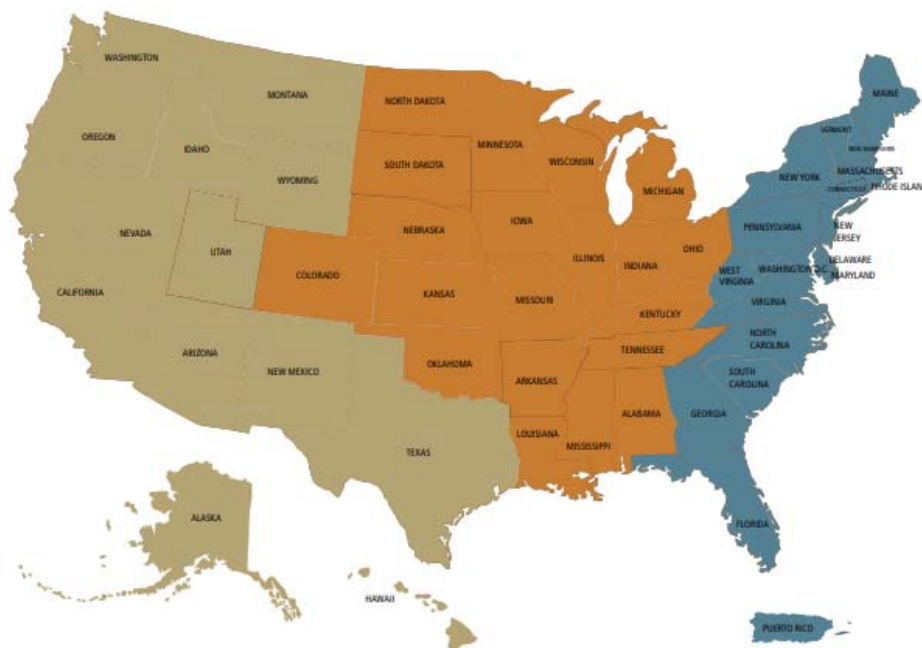 WASHINGTON
MONTANA
NORTH DAKOTA
MAINE
OREGON
IDAHO
MINNESOTA
VERMONT
NEW HAMPSHIRE
SOUTH DAKOTA
WISCONSIN
WYOMING
MICHIGAN
NEW YORK
MASSACHUSETTS
CONNECTICUT
RHODE ISLAN
NEVADA
UTAH
NEBRASKA
IOWA
PENNSYLVANIA
NEW
JERSEY
COLORADO
ILLINOIS
INDIANA
OHIO
WEST
VIRGINIA
WASHINGTON D.C.
DELAWARE
MARYLAND
CALIFORNIA
KANSAS
MISSOURI
KENTUCKY
VIRGINIA
ARIZONA
NEW MEXICO
OKLAHOMA
ARKANSAS
TENNESSEE
NORTH
CAROLINA
SOUTH
CAROLINA
TEXAS
LOUISIANA
MISSISSIPPI
ALABAMA
GEORGIA
ALASKA
FLORIDA
HAWAII
PUERTO RICO